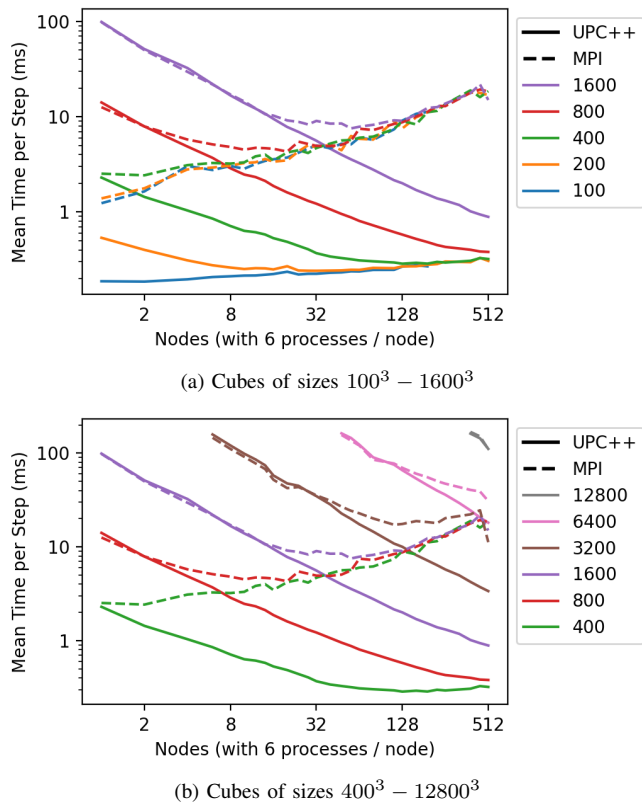 100
10
1
Mean Time per Step (ms)
2
8
32
128
512
Nodes (with 6 processes / node)
UPC++
MPI
1600
800
400
200
100
(a) Cubes of sizes 100³ − 1600³
100
10
1
Mean Time per Step (ms)
2
8
32
128
512
Nodes (with 6 processes / node)
UPC++
MPI
12800
6400
3200
1600
800
400
(b) Cubes of sizes 400³ − 12800³